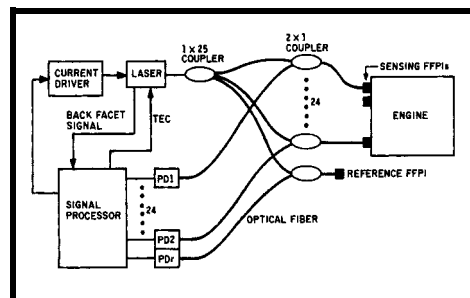 1 x 25
COUPLER
2 x 1
COUPLER
SENSING FFPIs
CURRENT
DRIVER
LASER
24
ENGINE
BACK FACET
SIGNAL
TEC
REFERENCE FFPI
SIGNAL
PROCESSOR
PD1
24
PD2
PDr
OPTICAL FIBER